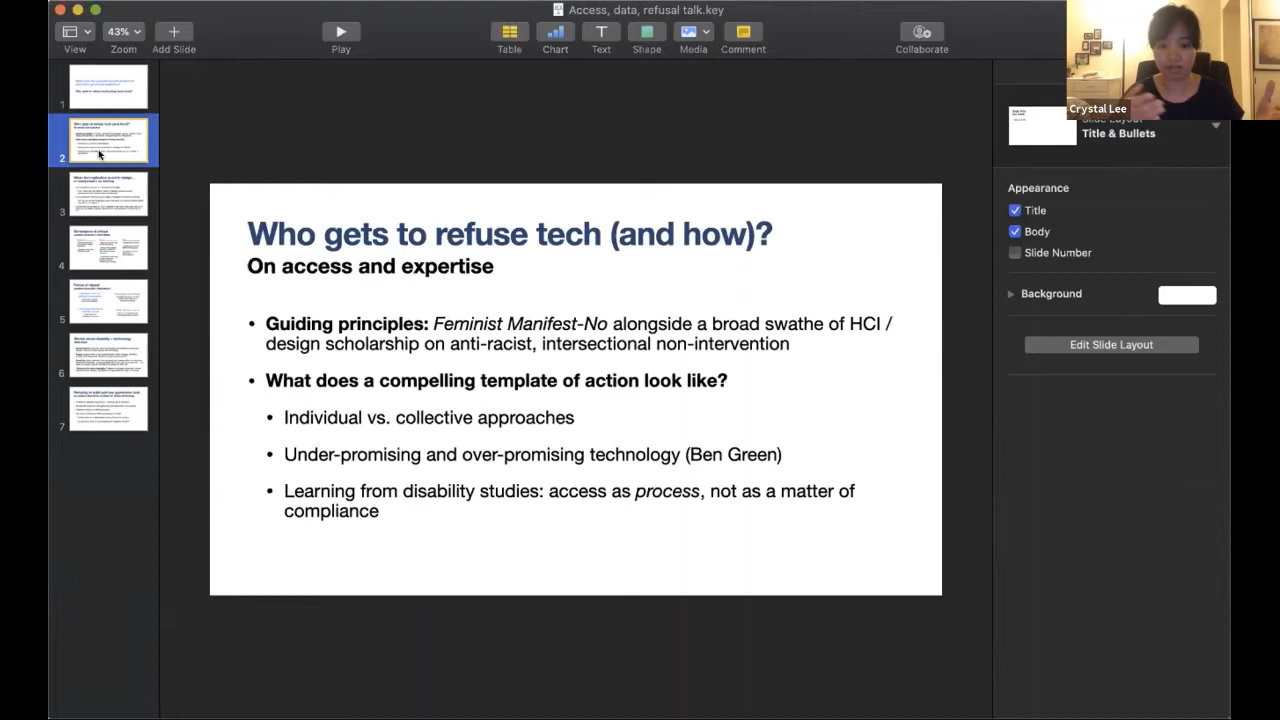 Access, data, refusal talk.key
43%
View
Zoom
Add Slide
Play
Table
Chart
Text
Shape
Media
Comment
Collaborate
Crystal Lee
Slide Layout
Title & Bullets
Appearance
Title
Body
Slide Number
Background
Edit Slide Layout
1
2
3
4
5
6
7
Who gets to refuse tech (and how)?
On access and expertise
• Guiding principles: Feminist Manifest-No alongside a broad swathe of HCI /
design scholarship on anti-racist, intersectional non-intervention
• What does a compelling template of action look like?
• Individual vs. collective approaches
• Under-promising and over-promising technology (Ben Green)
• Learning from disability studies: access as process, not as a matter of
compliance